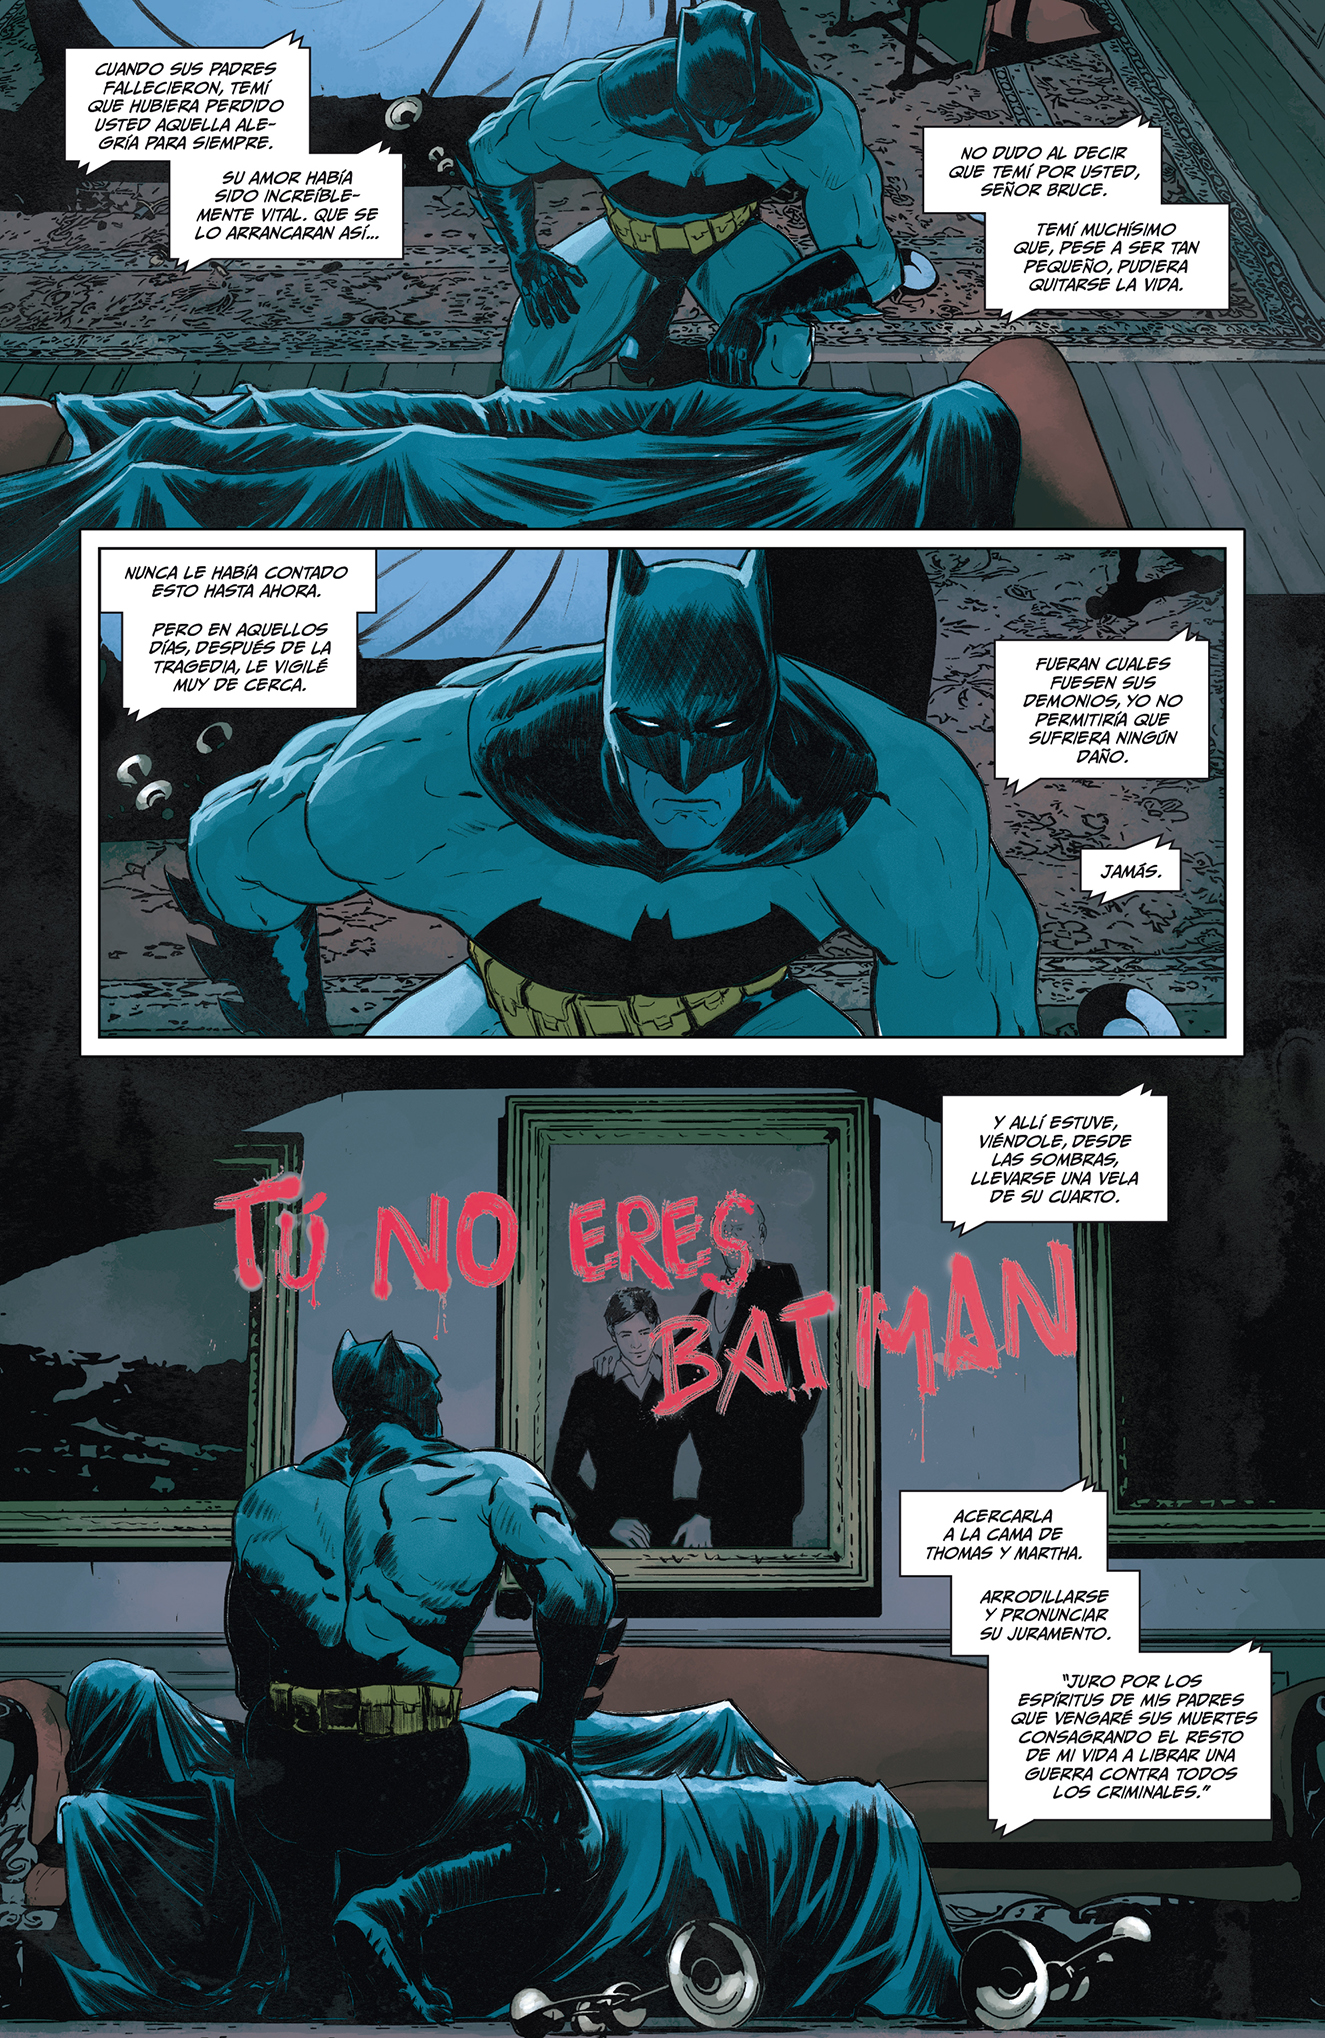 CUANDO SUS PADRES
FALLECIERON, TEMÍ
QUE HUBIERA PERDIDO
USTED AQUELLA ALE-
GRÍA PARA SIEMPRE.
SU AMOR HABÍA
SIDO INCREÍBLE-
MENTE VITAL. QUE SE
LO ARRANCARAN ASÍ...
NO DUDO AL DECIR
QUE TEMÍ POR USTED,
SEÑOR BRUCE.
TEMÍ MUCHÍSIMO
QUE, PESE A SER TAN
PEQUEÑO, PUDIERA
QUITARSE LA VIDA.
NUNCA LE HABÍA CONTADO
ESTO HASTA AHORA.
PERO EN AQUELLOS
DÍAS, DESPUÉS DE LA
TRAGEDIA, LE VIGILÉ
MUY DE CERCA.
FUERAN CUALES
FUESEN SUS
DEMONIOS, YO NO
PERMITIRÍA QUE
SUFRIERA NINGÚN
DAÑO.
JAMÁS.
Y ALLÍ ESTUVE,
VIÉNDOLE, DESDE
LAS SOMBRAS,
LLEVARSE UNA VELA
DE SU CUARTO.
TÚ NO ERES
BATMAN
ACERCARLA
A LA CAMA DE
THOMAS Y MARTHA.
ARRODILLARSE
Y PRONUNCIAR
SU JURAMENTO.
"JURO POR LOS
ESPÍRITUS DE MIS PADRES
QUE VENGARÉ SUS MUERTES
CONSAGRANDO EL RESTO
DE MI VIDA A LIBRAR UNA
GUERRA CONTRA TODOS
LOS CRIMINALES."